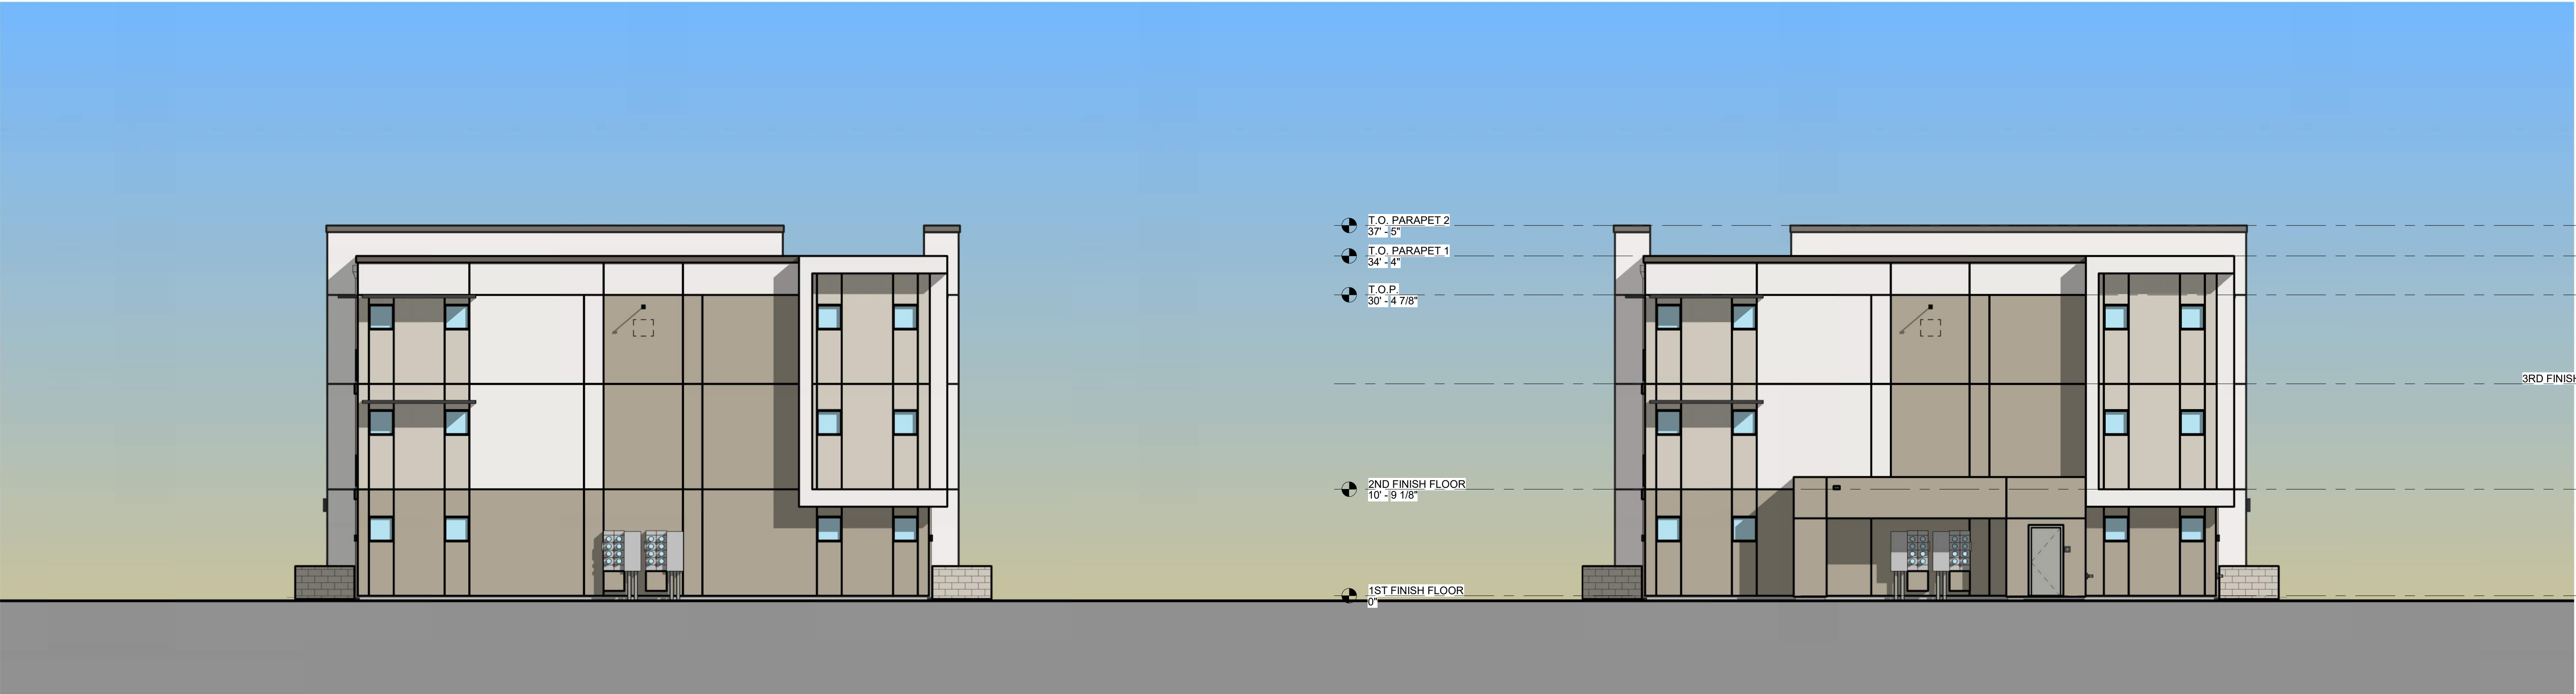 T.O. PARAPET 2
37' - 5"
T.O. PARAPET 1
34' - 4"
T.O.P.
30' - 4 7/8"
3RD FINISH
2ND FINISH FLOOR
10' - 9 1/8"
1ST FINISH FLOOR
0"